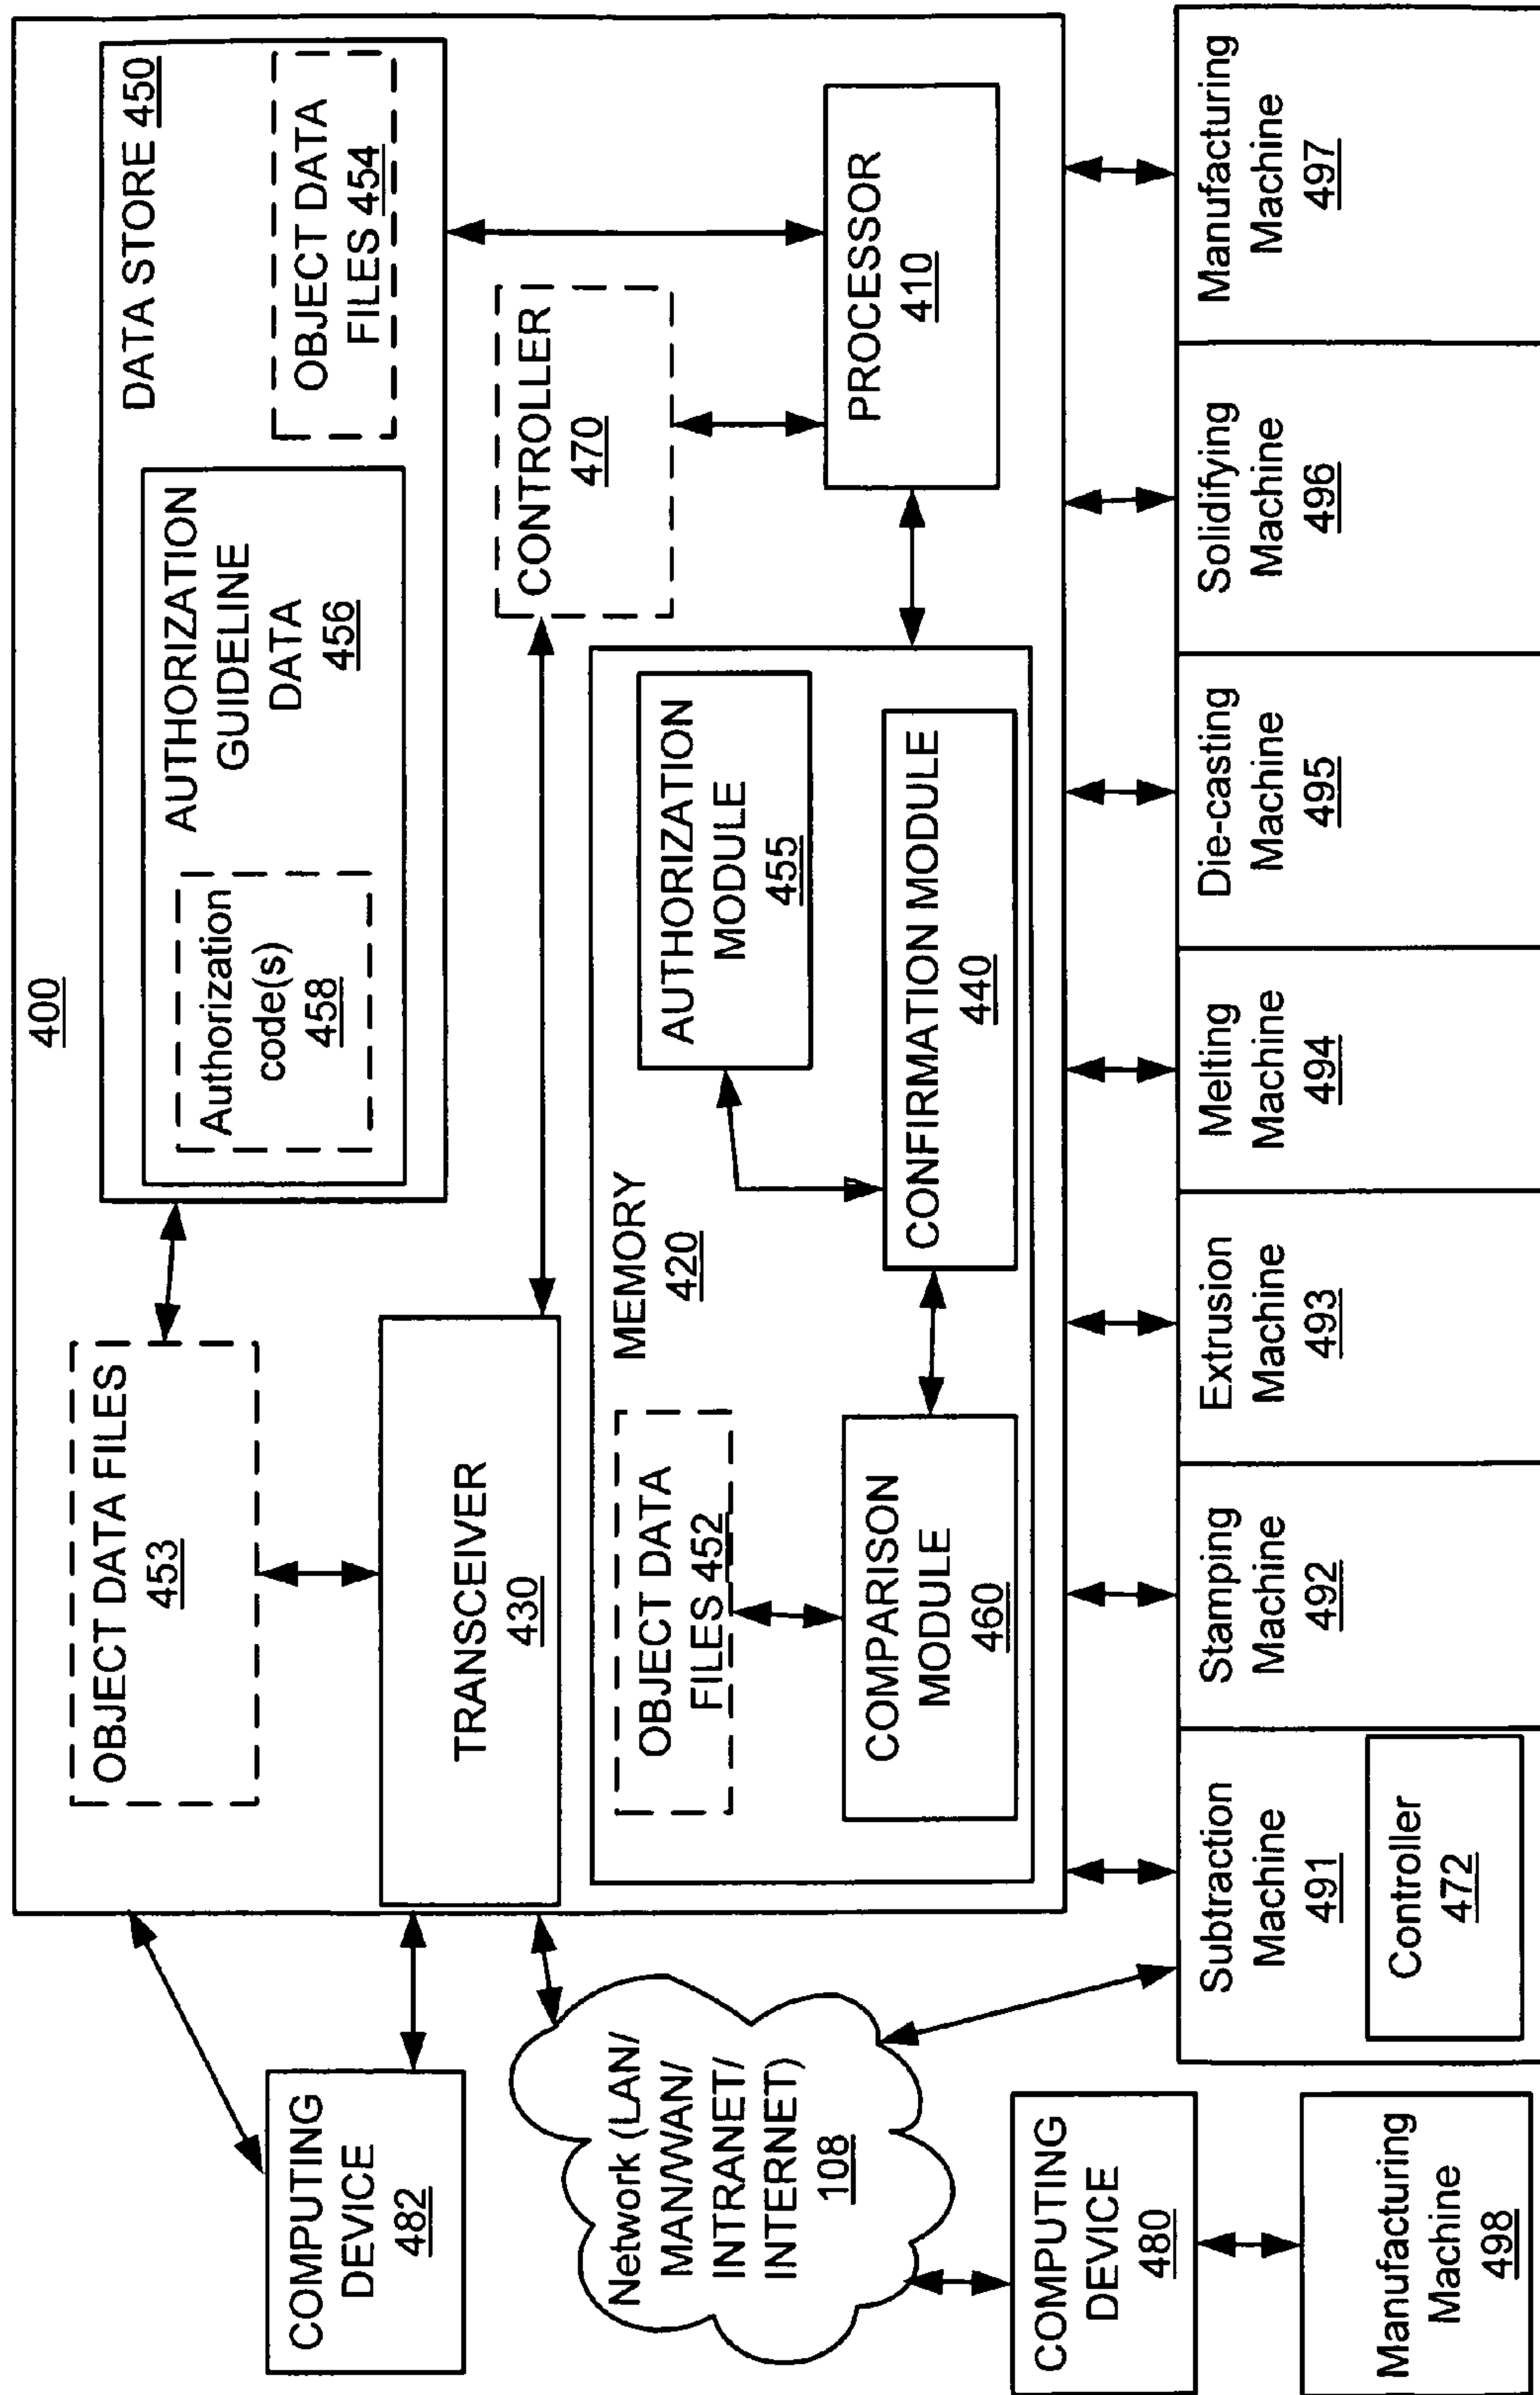 400
DATA STORE 450
OBJECT DATA
FILES 454
AUTHORIZATION
GUIDELINE
DATA
456
Authorization
code(s)
458
OBJECT DATA FILES
453
TRANSCEIVER
430
CONTROLLER
470
PROCESSOR
410
MEMORY
420
AUTHORIZATION
MODULE
455
CONFIRMATION MODULE
440
OBJECT DATA
FILES 452
COMPARISON
MODULE
460
COMPUTING
DEVICE
482
Network (LAN/
MAN/WAN/
INTRANET/
INTERNET)
108
COMPUTING
DEVICE
480
Manufacturing
Machine
498
Subtraction
Machine
491
Controller
472
Stamping
Machine
492
Extrusion
Machine
493
Melting
Machine
494
Die-casting
Machine
495
Solidifying
Machine
496
Manufacturing
Machine
497